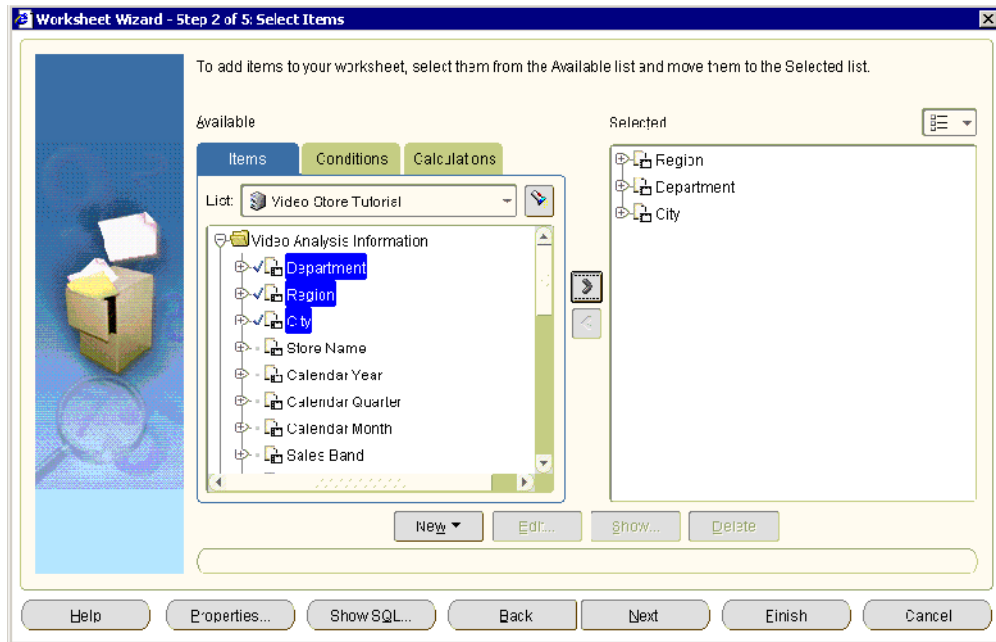 Worksheet Wizard - Step 2 of 5: Select Items
To add items to your worksheet, select them from the Available list and move them to the Selected list.
Available
Selected
Items Conditions Calculations
List: Video Store Tutorial
Video Analysis Information
Department
Region
City
Store Name
Calendar Year
Calendar Quarter
Calendar Month
Sales Band
Region
Department
City
New Edit... Show... Delete
Help Properties... Show SQL... Back Next Finish Cancel